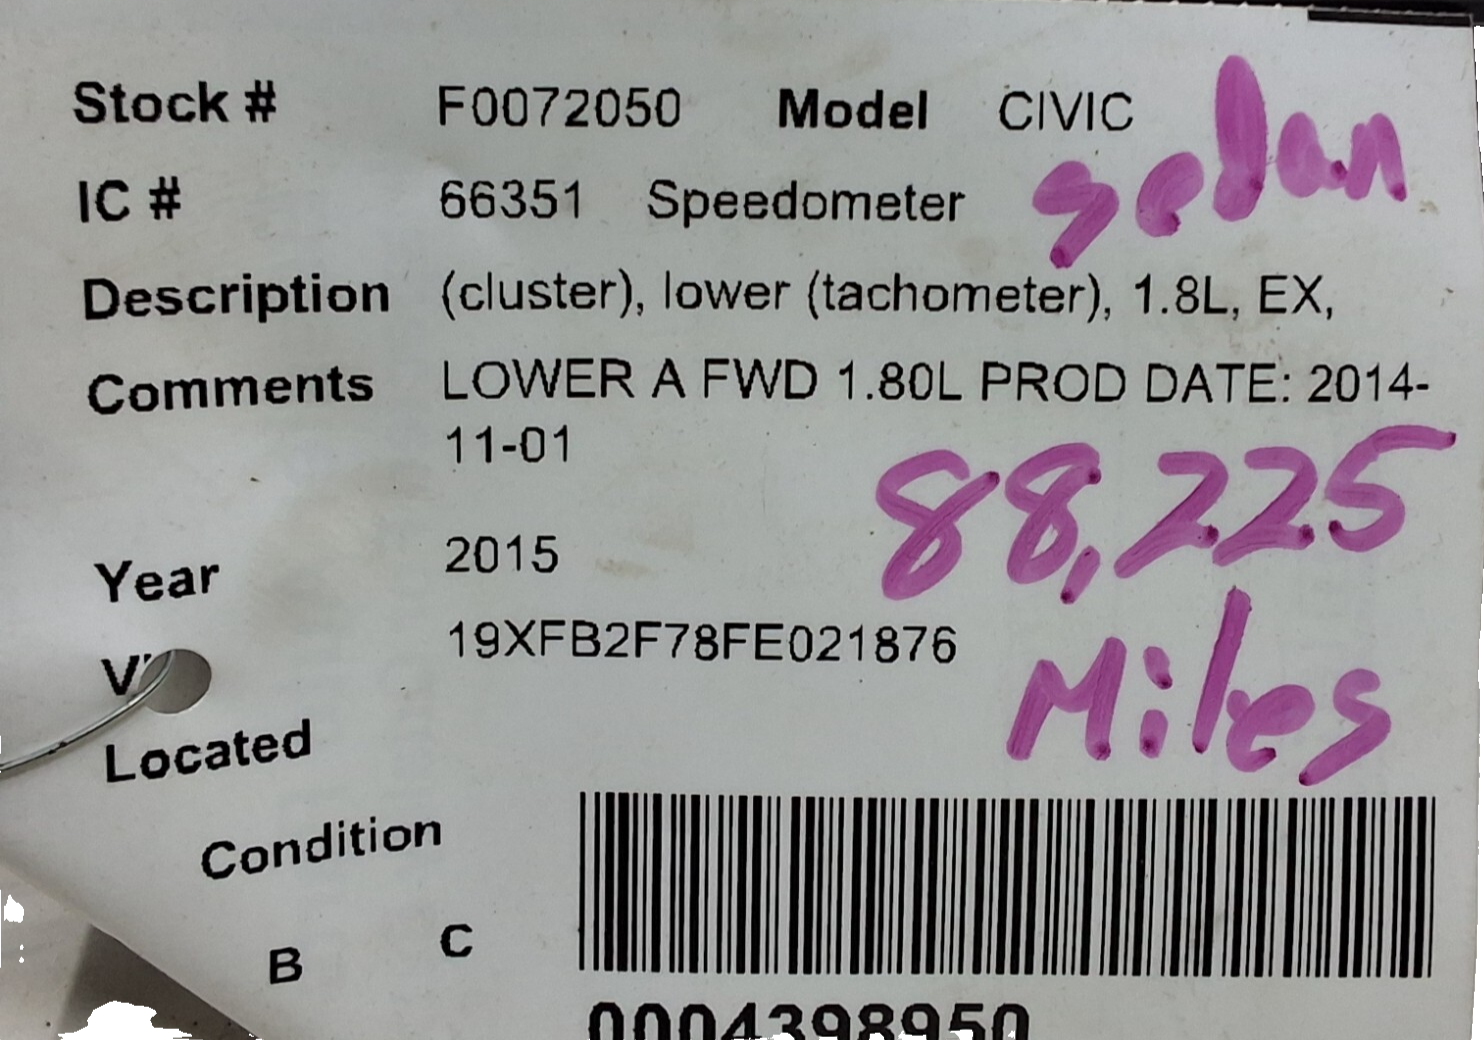 Stock # F0072050 Model CIVIC
sedan
IC # 66351 Speedometer
Description (cluster), lower (tachometer), 1.8L, EX,
Comments LOWER A FWD 1.80L PROD DATE: 2014-
11-01
88,225
Year 2015
19XFB2F78FE021876
Miles
Located
Condition
B C
0004398950